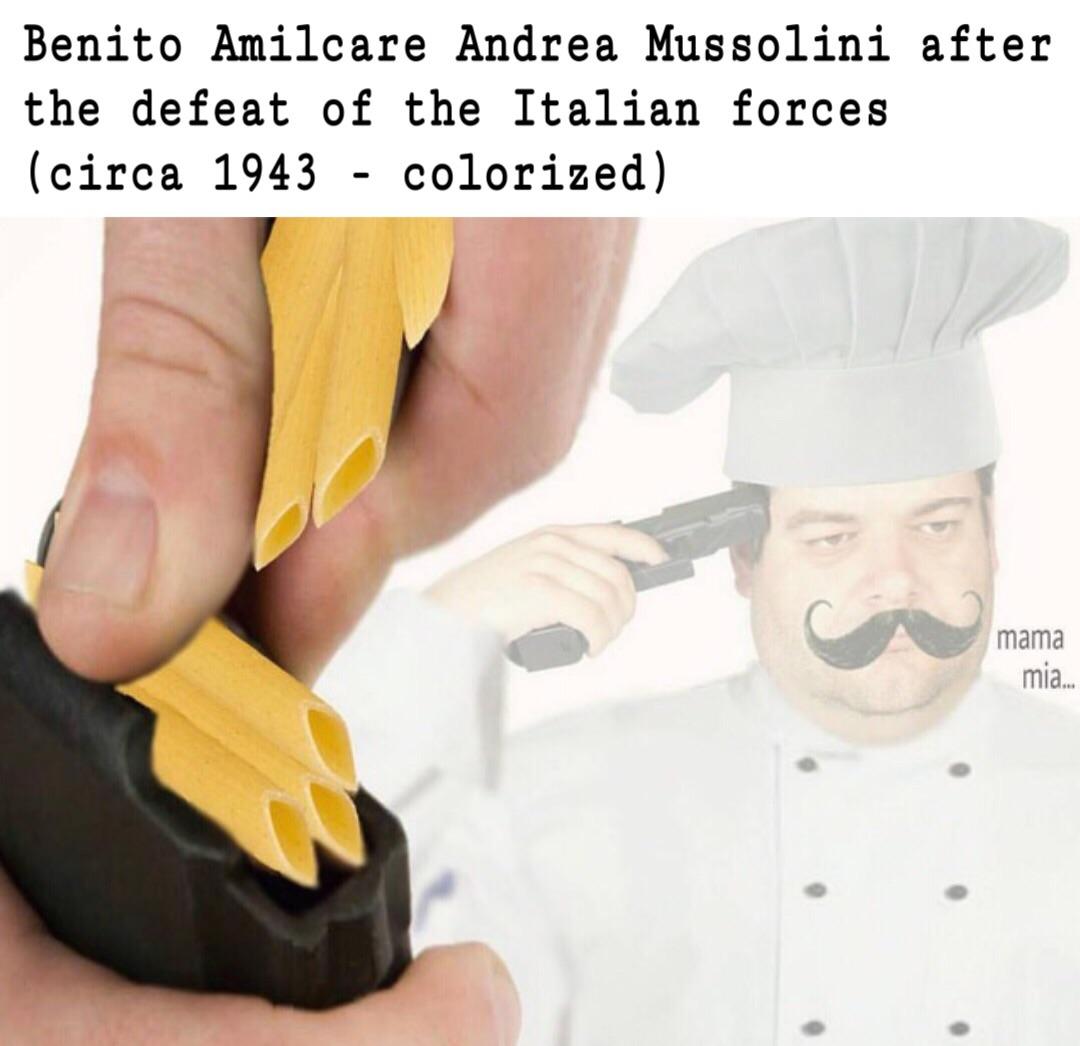 Benito Amilcare Andrea Mussolini after
the defeat of the Italian forces
(circa 1943 - colorized)
mama
mia...